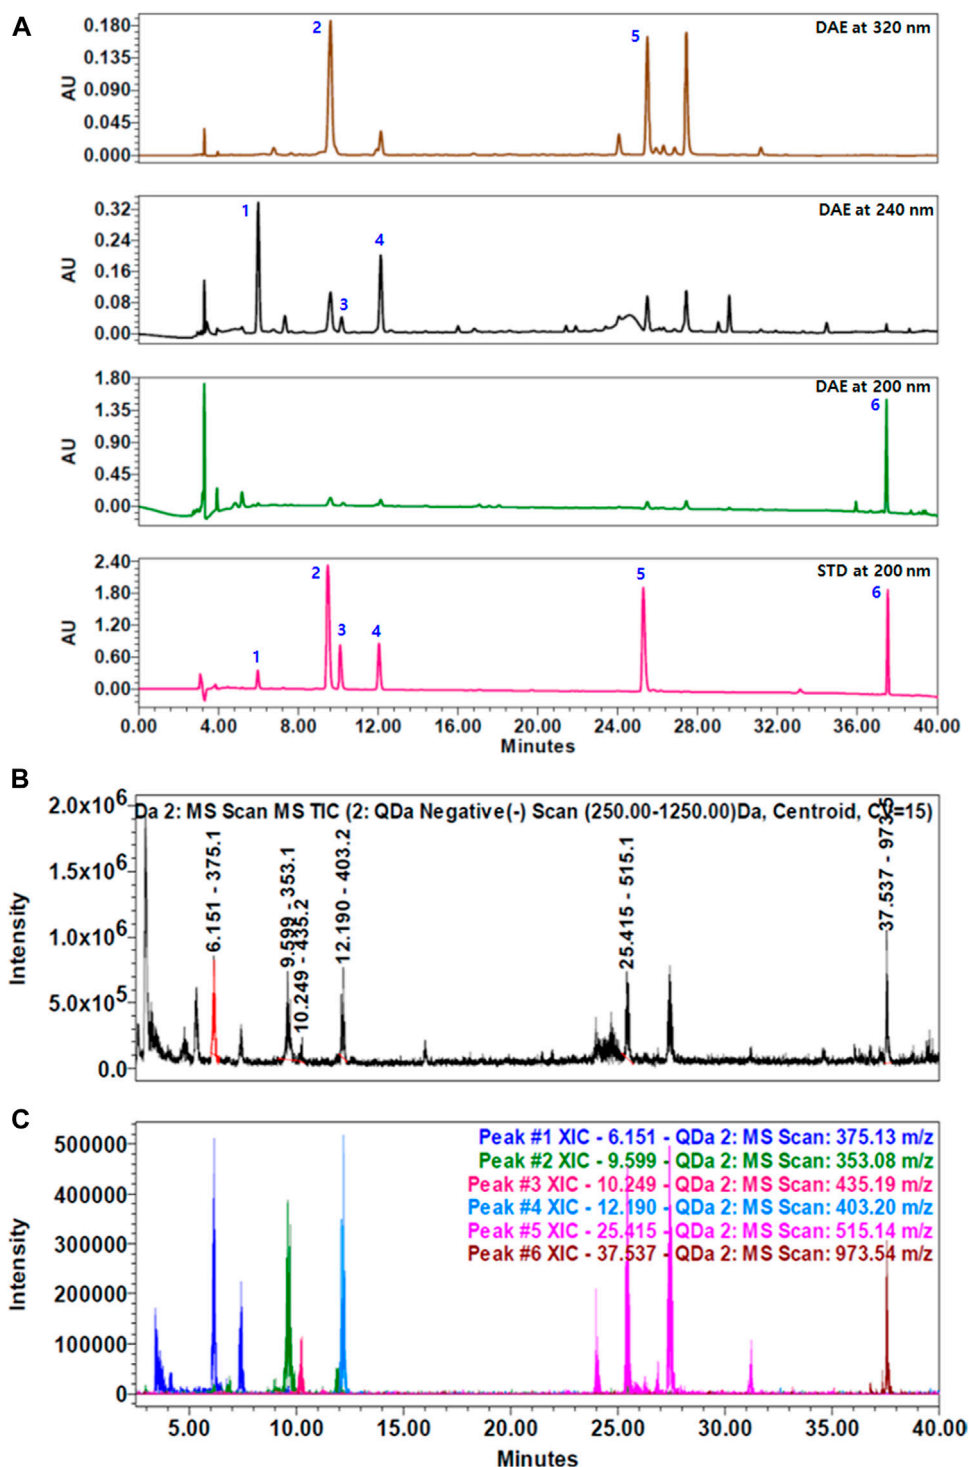 A
DAE at 320 nm
0.180
0.135
0.090
0.045
0.000
AU
2
5
DAE at 240 nm
0.32
0.24
0.16
0.08
0.00
AU
1
3
4
DAE at 200 nm
1.80
1.35
0.90
0.45
0.00
AU
6
STD at 200 nm
2.40
1.80
1.20
0.60
0.00
AU
1
2
3
4
5
6
0.00 4.00 8.00 12.00 16.00 20.00 24.00 28.00 32.00 36.00 40.00
Minutes
B
Da 2: MS Scan MS TIC (2: QDa Negative(-) Scan (250.00-1250.00)Da, Centroid, CV=15)
2.0x10⁶
1.5x10⁶
1.0x10⁶
5.0x10⁵
0.0
Intensity
6.151 - 375.1
9.599 - 353.1
10.249 - 435.2
12.190 - 403.2
25.415 - 515.1
37.537 - 973.5
C
Peak #1 XIC - 6.151 - QDa 2: MS Scan: 375.13 m/z
Peak #2 XIC - 9.599 - QDa 2: MS Scan: 353.08 m/z
Peak #3 XIC - 10.249 - QDa 2: MS Scan: 435.19 m/z
Peak #4 XIC - 12.190 - QDa 2: MS Scan: 403.20 m/z
Peak #5 XIC - 25.415 - QDa 2: MS Scan: 515.14 m/z
Peak #6 XIC - 37.537 - QDa 2: MS Scan: 973.54 m/z
500000
400000
300000
200000
100000
0
Intensity
5.00 10.00 15.00 20.00 25.00 30.00 35.00 40.00
Minutes